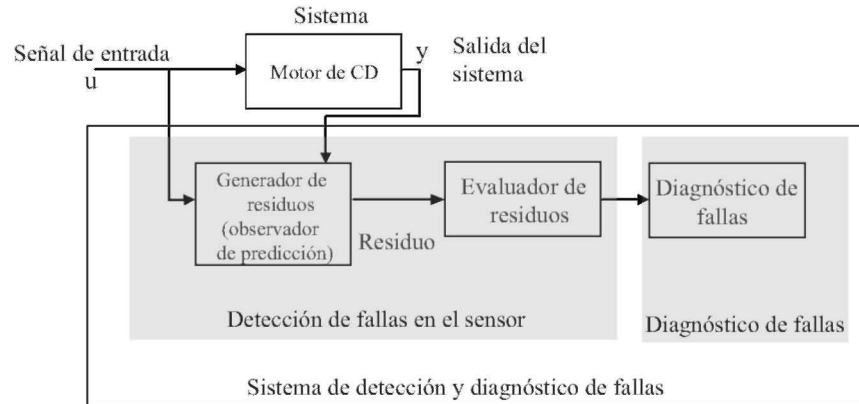 Sistema
Señal de entrada
u
Motor de CD
y
Salida del
sistema
Generador de
residuos
(observador
de predicción)
Residuo
Evaluador de
residuos
Diagnóstico de
fallas
Detección de fallas en el sensor
Diagnóstico de fallas
Sistema de detección y diagnóstico de fallas